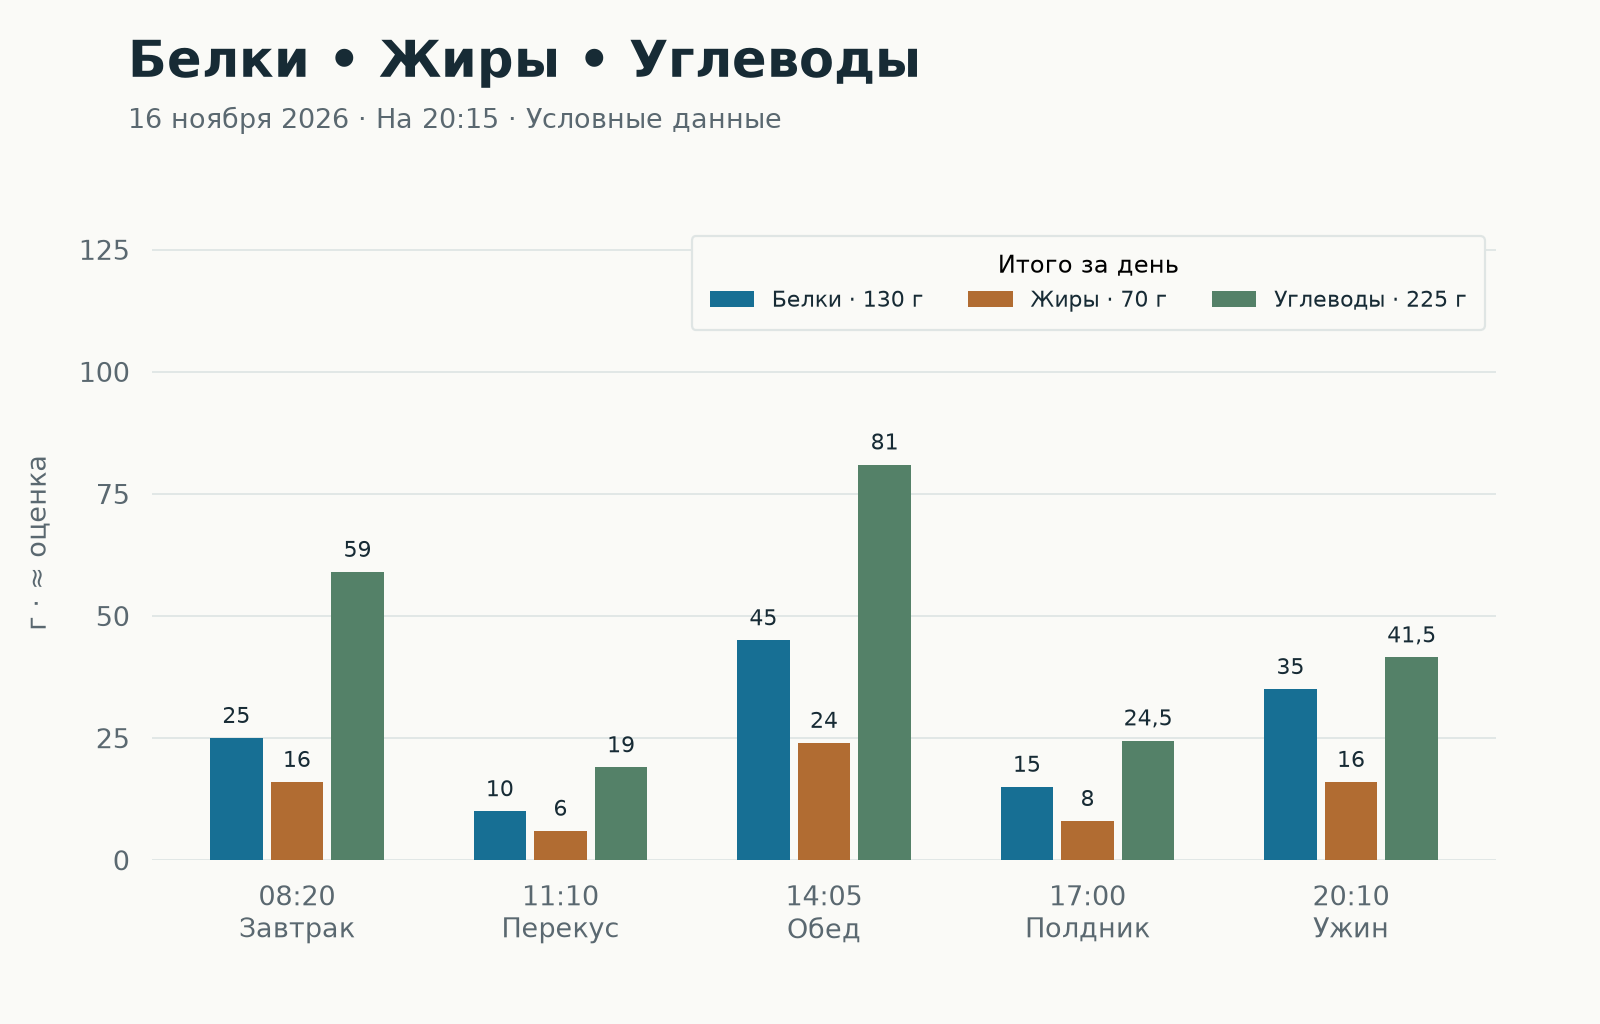 Белки • Жиры • Углеводы
16 ноября 2026 · На 20:15 · Условные данные
Итого за день
Белки · 130 г
Жиры · 70 г
Углеводы · 225 г
г · ≈ оценка
125
100
75
50
25
0
25
16
59
10
6
19
45
24
81
15
8
24,5
35
16
41,5
08:20
Завтрак
11:10
Перекус
14:05
Обед
17:00
Полдник
20:10
Ужин